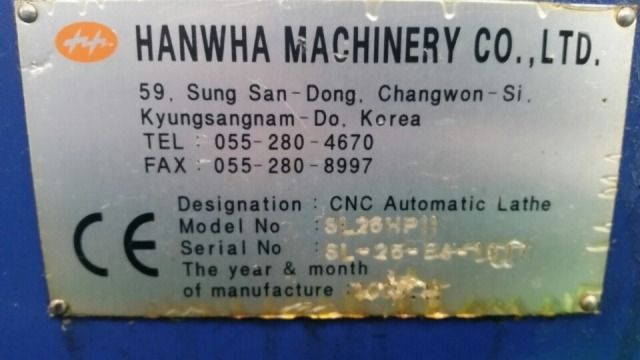 HANWHA MACHINERY CO.,LTD.
59, Sung San-Dong, Changwon-Si,
Kyungsangnam-Do, Korea
TEL : 055-280-4670
FAX : 055-280-8997
CE
Designation : CNC Automatic Lathe
Model No : SL26HPII
Serial No :
The year & month
of manufacture :